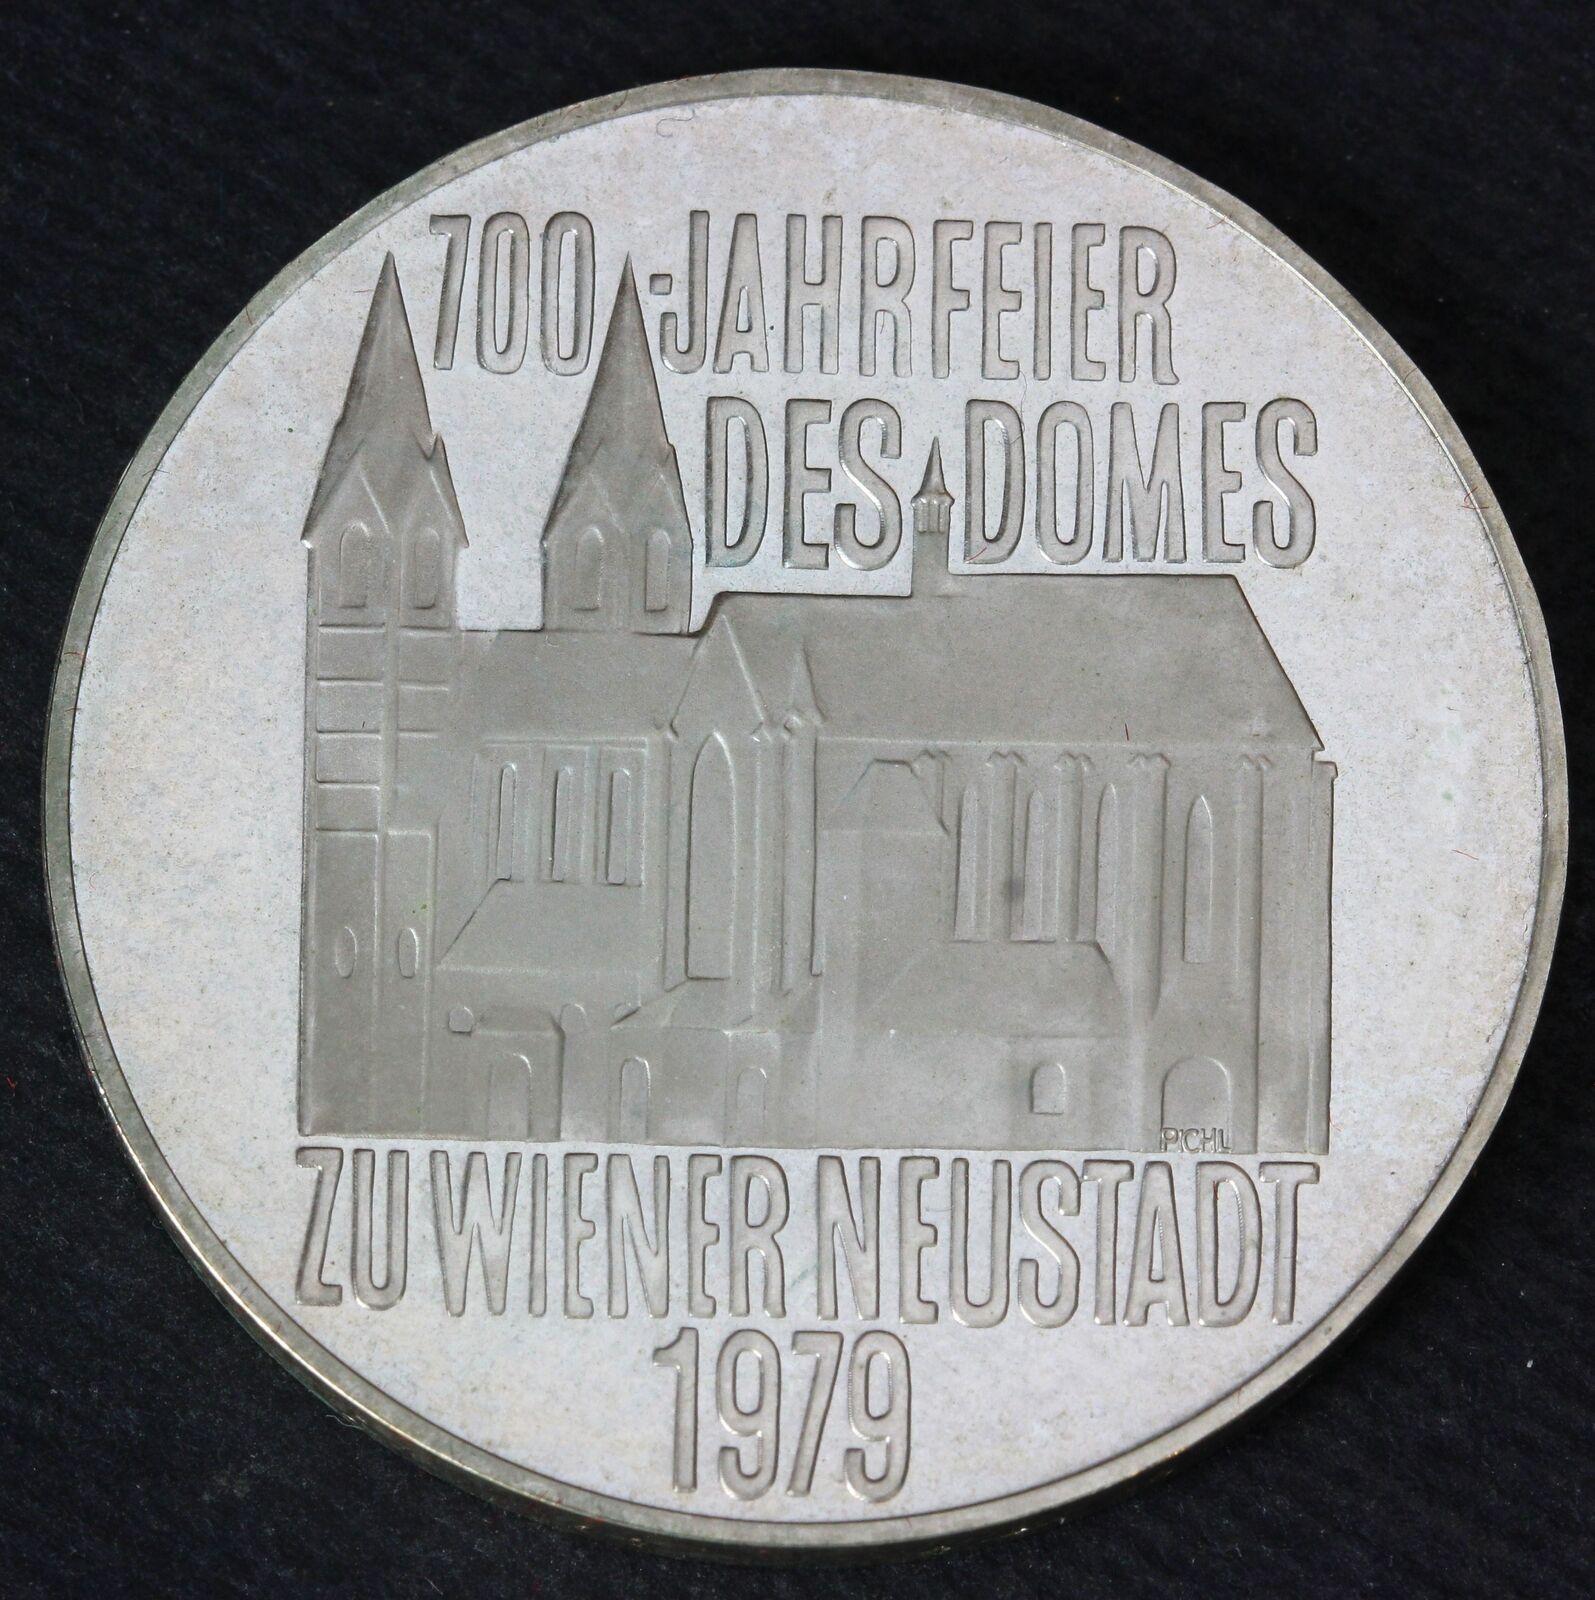 700-JAHRFEIER
DES DOMES
PICHL
ZU WIENER NEUSTADT
1979